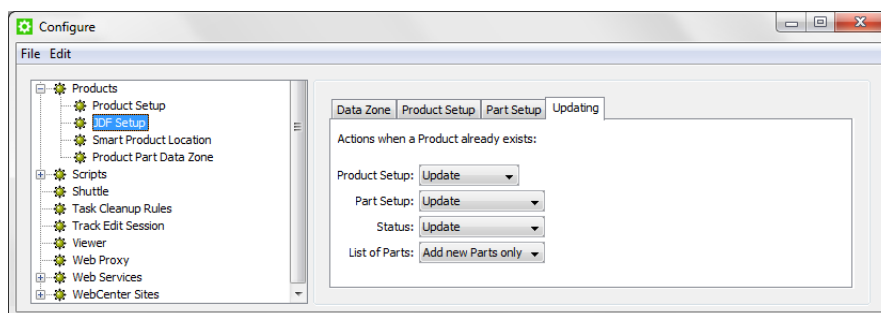 Configure
File Edit
Products
Product Setup
JDF Setup
Smart Product Location
Product Part Data Zone
Scripts
Shuttle
Task Cleanup Rules
Track Edit Session
Viewer
Web Proxy
Web Services
WebCenter Sites
Data Zone Product Setup Part Setup Updating
Actions when a Product already exists:
Product Setup: Update
Part Setup: Update
Status: Update
List of Parts: Add new Parts only